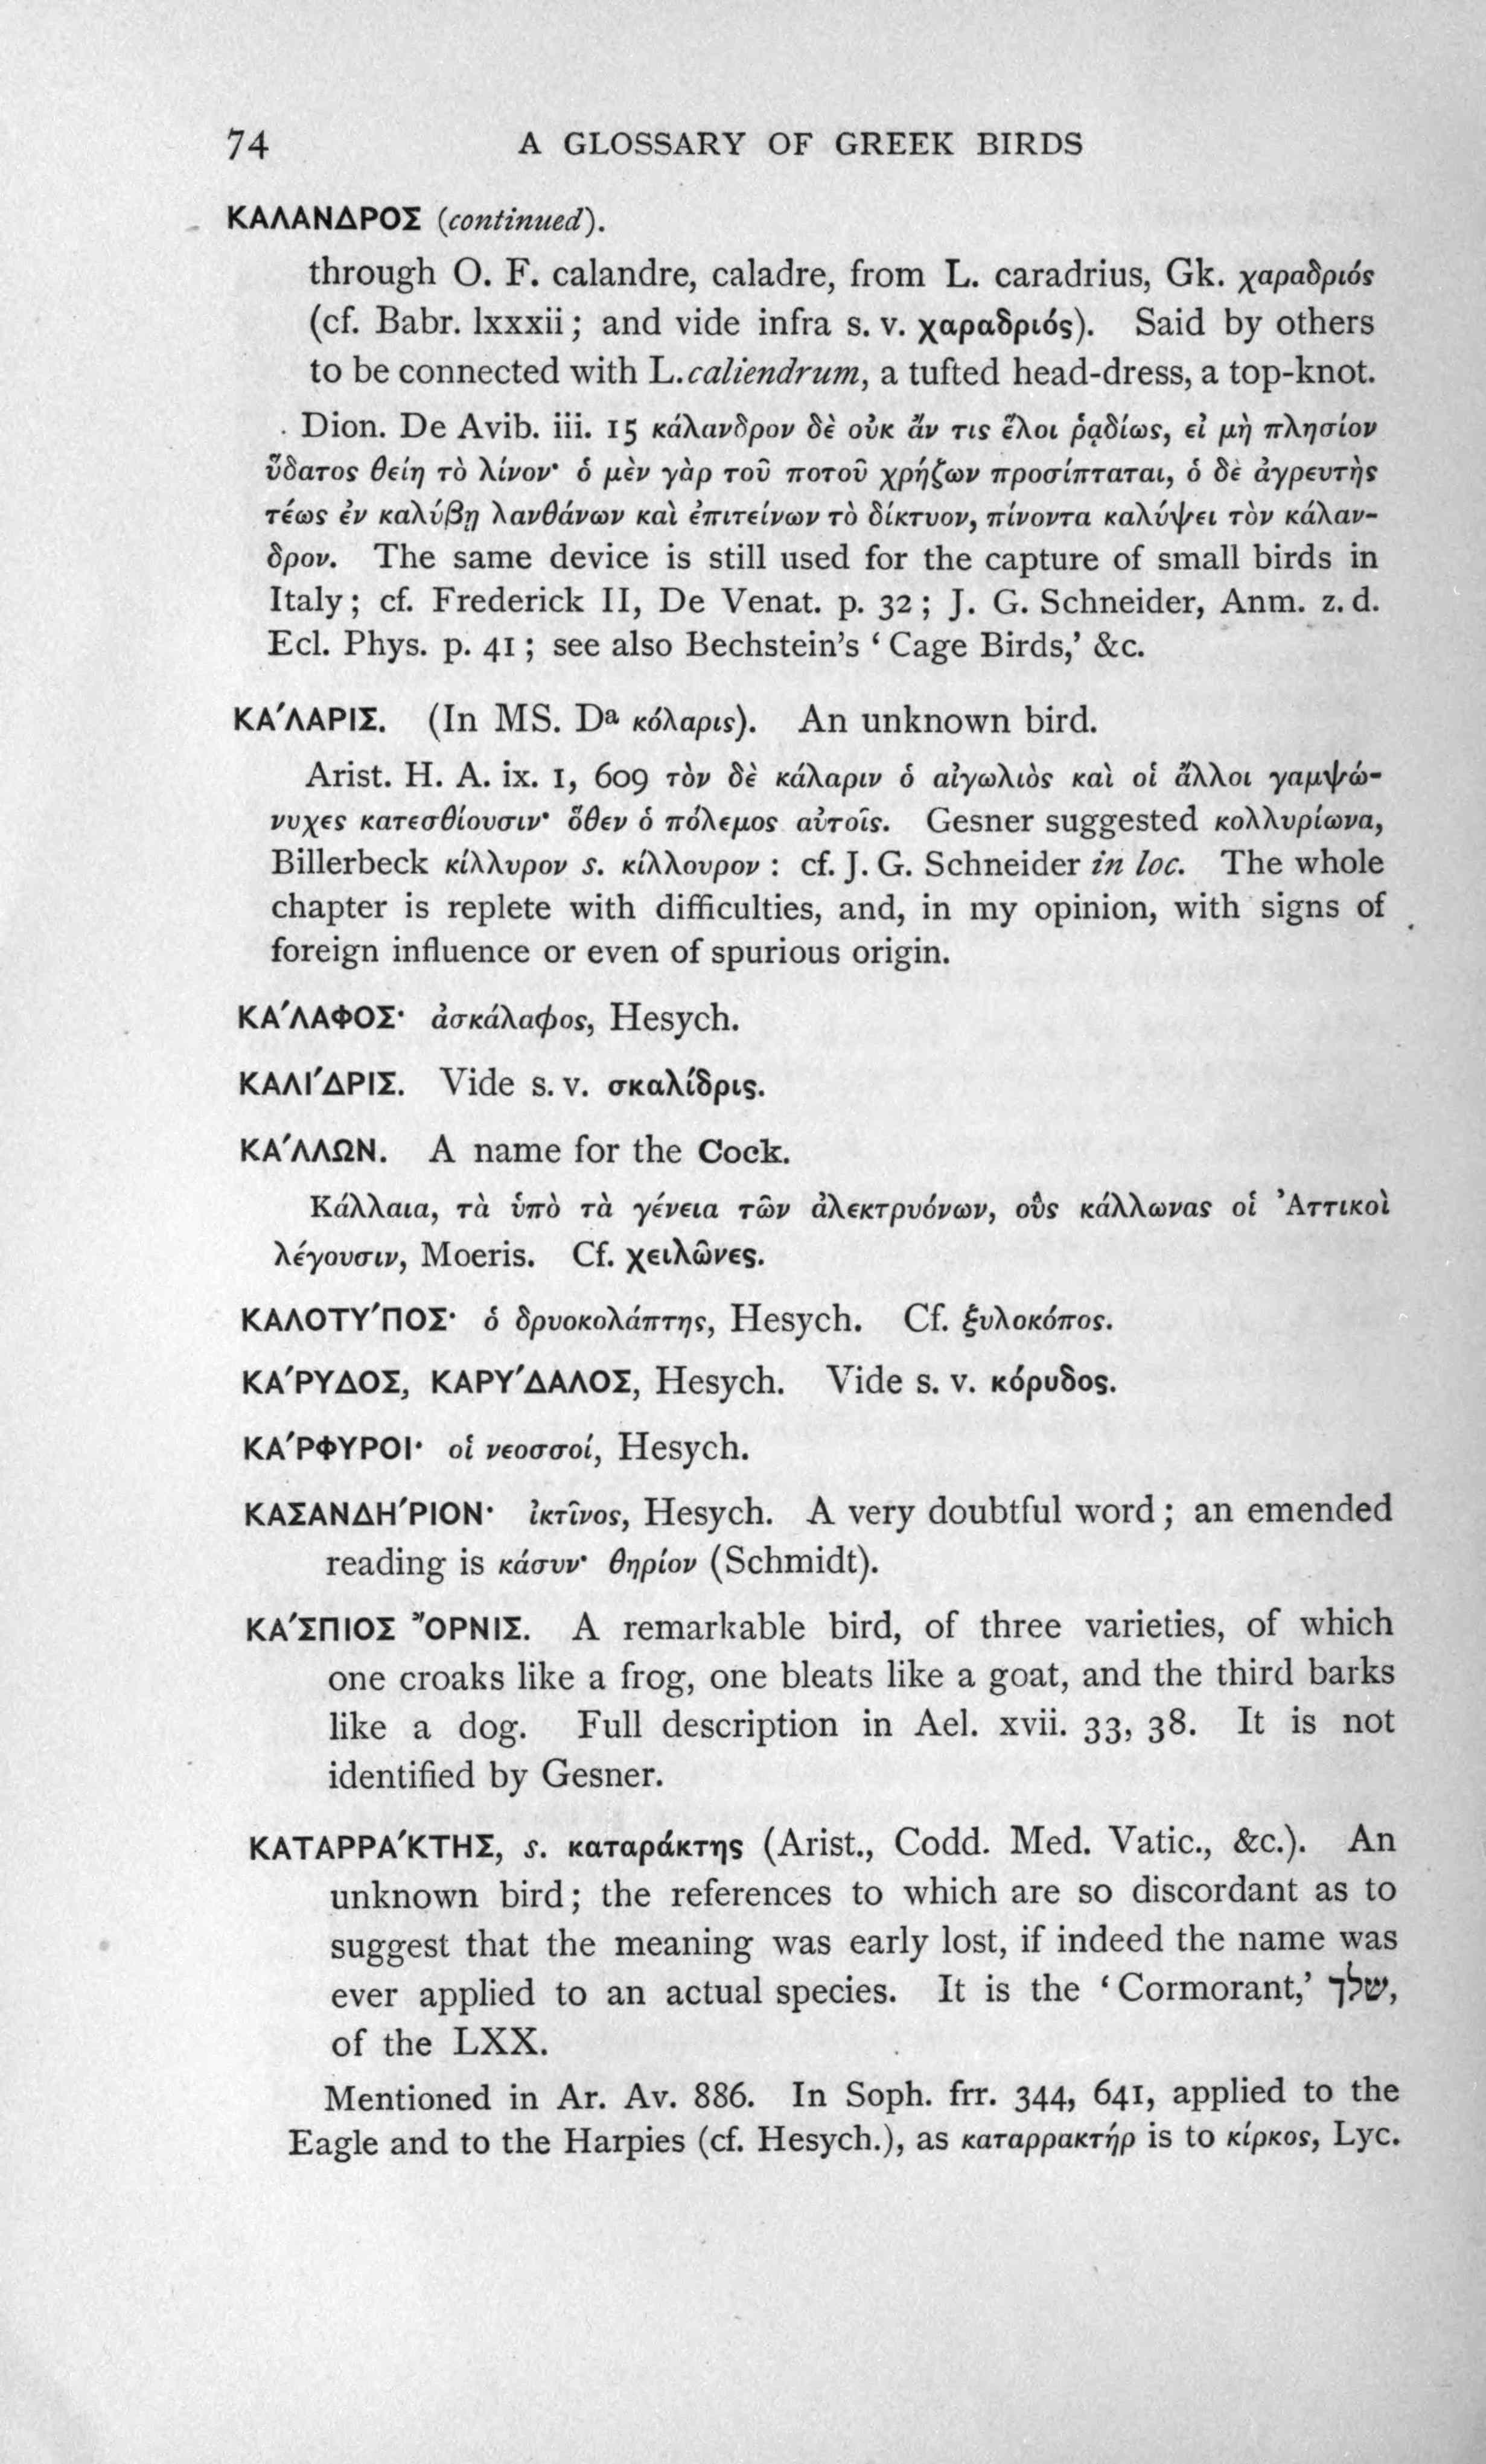 74 A GLOSSARY OF GREEK BIRDS
ΚΑΛΑΝΔΡΟΣ (continued).
through O. F. calandre, caladre, from L. caradrius, Gk. χαραδριός
(cf. Babr. lxxxii; and vide infra s. v. χαραδριός). Said by others
to be connected with L. caliendrum, a tufted head-dress, a top-knot.
Dion. De Avib. iii. 15 κάλανδρον δὲ οὐκ ἄν τις ἕλοι ῥᾳδίως, εἰ μὴ πλησίον
ὕδατος θείη τὸ λίνον· ὁ μὲν γὰρ τοῦ ποτοῦ χρήζων προσίπταται, ὁ δὲ ἀγρευτὴς
τέως ἐν καλύβῃ λανθάνων καὶ ἐπιτείνων τὸ δίκτυον, πίνοντα καλύψει τὸν κάλαν-
δρον. The same device is still used for the capture of small birds in
Italy; cf. Frederick II, De Venat. p. 32; J. G. Schneider, Anm. z. d.
Ecl. Phys. p. 41; see also Bechstein's ‘Cage Birds,’ &c.
ΚΑ´ΛΑΡΙΣ. (In MS. Dª κόλαρις). An unknown bird.
Arist. H. A. ix. 1, 609 τὸν δὲ κάλαριν ὁ αἰγωλιὸς καὶ οἱ ἄλλοι γαμψώ-
νυχες κατεσθίουσιν· ὅθεν ὁ πόλεμος αὐτοῖς. Gesner suggested κολλυρίωνα,
Billerbeck κίλλυρον s. κίλλουρον : cf. J. G. Schneider in loc. The whole
chapter is replete with difficulties, and, in my opinion, with signs of
foreign influence or even of spurious origin.
ΚΑ´ΛΑΦΟΣ· ἀσκάλαφος, Hesych.
ΚΑΛΙ´ΔΡΙΣ. Vide s. v. σκαλίδρις.
ΚΑ´ΛΛΩΝ. A name for the Cock.
Κάλλαια, τὰ ὑπὸ τὰ γένεια τῶν ἀλεκτρυόνων, οὓς κάλλωνας οἱ Ἀττικοὶ
λέγουσιν, Moeris. Cf. χειλῶνες.
ΚΑΛΟΤΥ´ΠΟΣ· ὁ δρυοκολάπτης, Hesych. Cf. ξυλοκόπος.
ΚΑ´ΡΥΔΟΣ, ΚΑΡΥ´ΔΑΛΟΣ, Hesych. Vide s. v. κόρυδος.
ΚΑ´ΡΦΥΡΟΙ· οἱ νεοσσοί, Hesych.
ΚΑΣΑΝΔΗ´ΡΙΟΝ· ἰκτῖνος, Hesych. A very doubtful word; an emended
reading is κάσυν· θηρίον (Schmidt).
ΚΑ´ΣΠΙΟΣ ῎ΟΡΝΙΣ. A remarkable bird, of three varieties, of which
one croaks like a frog, one bleats like a goat, and the third barks
like a dog. Full description in Ael. xvii. 33, 38. It is not
identified by Gesner.
ΚΑΤΑΡΡΑ´ΚΤΗΣ, s. καταράκτης (Arist., Codd. Med. Vatic., &c.). An
unknown bird; the references to which are so discordant as to
suggest that the meaning was early lost, if indeed the name was
ever applied to an actual species. It is the ‘Cormorant,’ שלך,
of the LXX.
Mentioned in Ar. Av. 886. In Soph. frr. 344, 641, applied to the
Eagle and to the Harpies (cf. Hesych.), as καταρρακτήρ is to κίρκος, Lyc.